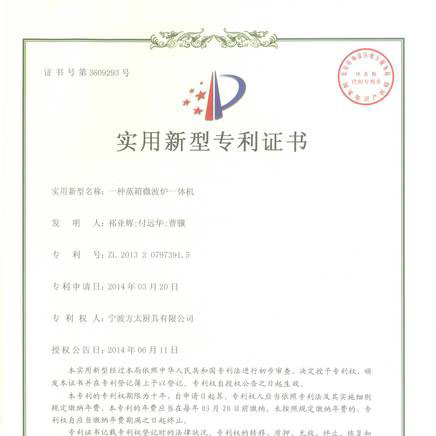 证书号第3609293号
实用新型专利证书
实用新型名称：一种蒸箱微波炉一体机
发 明 人：祁亚辉;付远华;曹骥
专 利 号：ZL 2013 2 0797391.5
专利申请日：2014年03月20日
专 利 权 人：宁波方太厨具有限公司
授权公告日：2014年06月11日
本实用新型经过本局依照中华人民共和国专利法进行初步审查，决定授予专利权，颁
发本证书并在专利登记簿上予以登记。专利权自授权公告之日起生效。
本专利的专利权期限为十年，自申请日起算。专利权人应当依照专利法及其实施细则
规定缴纳年费。本专利的年费应当在每年03月20日前缴纳。未按照规定缴纳年费的，专
利权自应当缴纳年费期满之日起终止。
专利证书记载专利权登记时的法律状况。专利权的转移、质押、无效、终止、恢复和